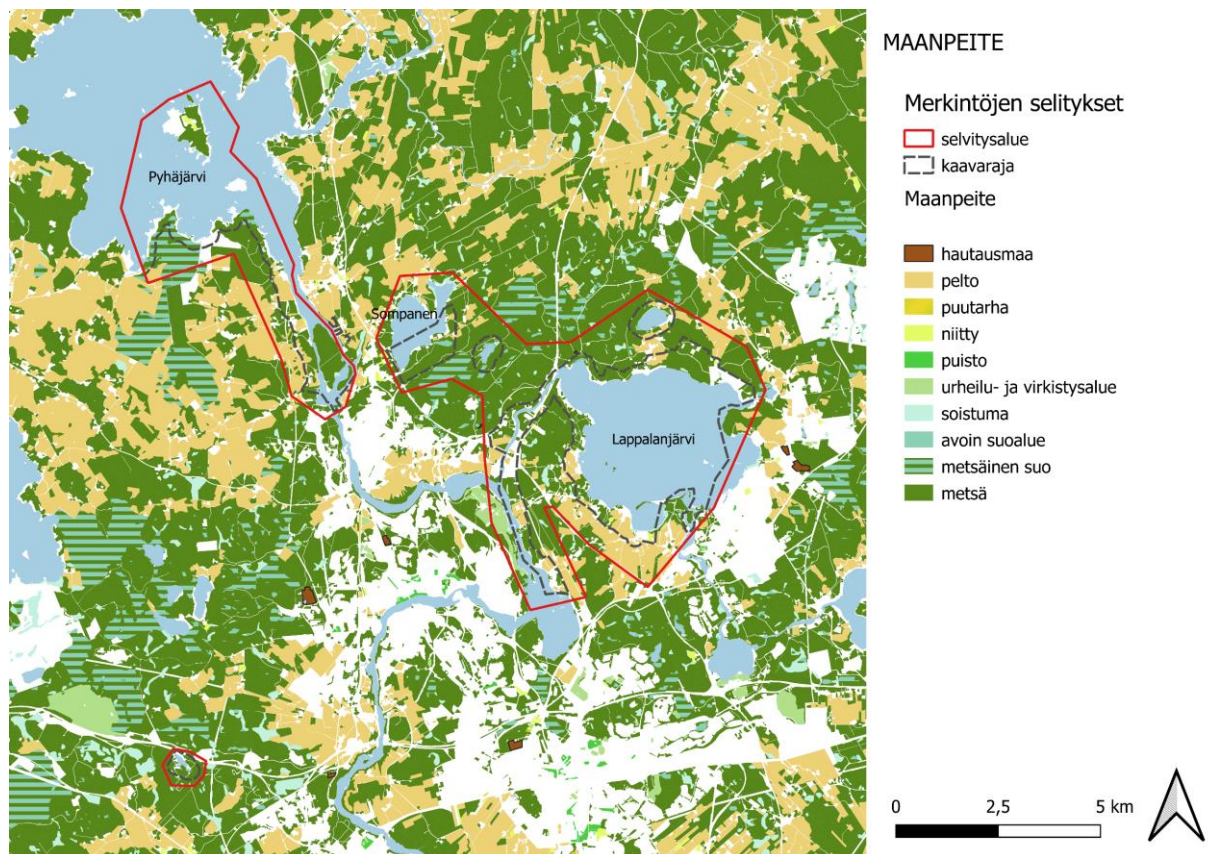 MAANPEITE
Merkintöjen selitykset
selvitysalue
kaavaraja
Maanpeite
hautausmaa
pelto
puutarha
niitty
puisto
urheilu- ja virkistysalue
soistuma
avoin suoalue
metsäinen suo
metsä
Pyhäjärvi
Sompanen
Lappalanjärvi
0 2,5 5 km